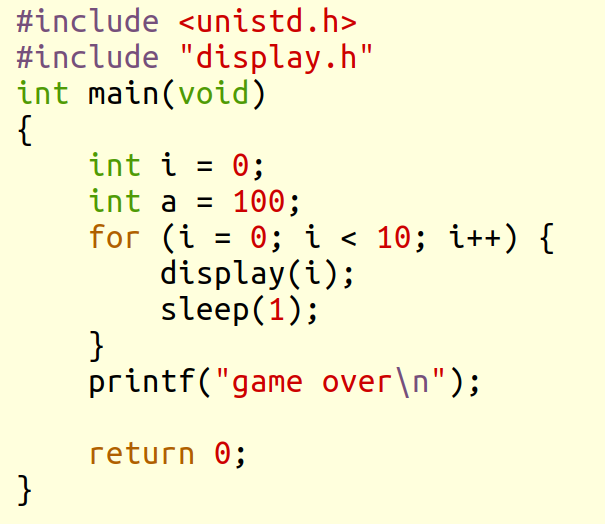 #include <unistd.h>
#include "display.h"
int main(void)
{
    int i = 0;
    int a = 100;
    for (i = 0; i < 10; i++) {
        display(i);
        sleep(1);
    }
    printf("game over\n");

    return 0;
}